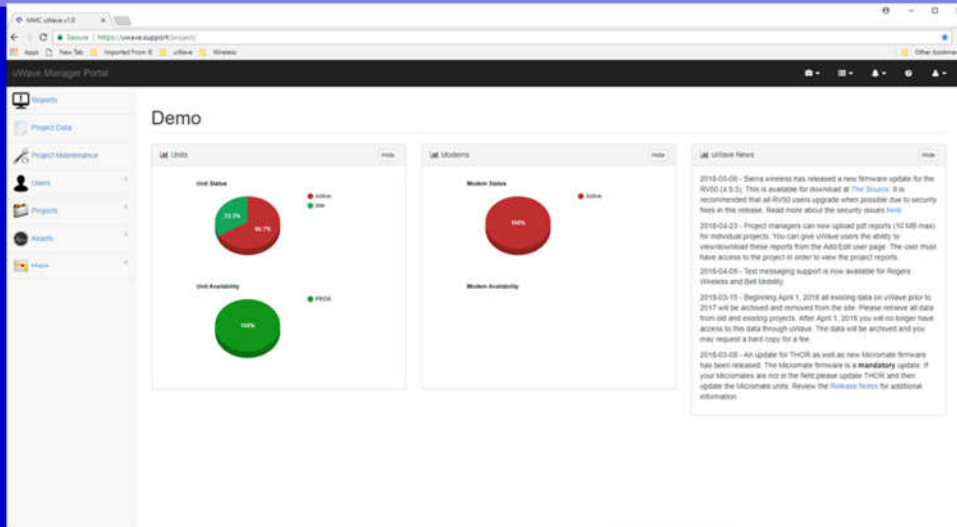 MMC uWave v1.0
Secure | https://uwave.support/project/
Apps New Tab Imported From IE uWave Wireless Other bookmar
uWave Manager Portal
Reports
Project Data
Project Maintenance
Users
Projects
Assets
Maps
Demo
Units Hide
Unit Status
Active
Idle
33.3%
66.7%
Unit Availability
100%
Modems Hide
Modem Status
Active
100%
Modem Availability
uWave News Hide
2018-05-08 - Sierra wireless has released a new firmware update for the
RV50 (4.9.3). This is available for download at The Source. It is
recommended that all RV50 users upgrade when possible due to security
fixes in this release. Read more about the security issues here.
2018-04-23 - Project managers can now upload pdf reports (10 MB max)
for individual projects. You can give uWave users the ability to
view/download these reports from the Add/Edit user page. The user must
have access to the project in order to view the project reports.
2018-04-09 - Text messaging support is now available for Rogers
Wireless and Bell Mobility.
2018-03-15 - Beginning April 1, 2018 all existing data on uWave prior to
2017 will be archived and removed from the site. Please retrieve all data
from old and existing projects. After April 1, 2018 you will no longer have
access to this data through uWave. The data will be archived and you
may request a hard copy for a fee.
2018-03-08 - An update for THOR as well as new Micromate firmware
has been released. The Micromate firmware is a mandatory update. If
your Micromates are not in the field please update THOR and then
update the Micromate units. Review the Release Notes for additional
information.